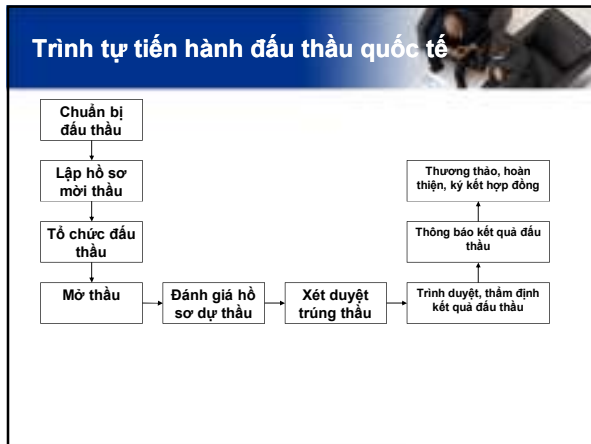 Trình tự tiến hành đấu thầu quốc tế
Chuẩn bị
đấu thầu
Lập hồ sơ
mời thầu
Tổ chức đấu
thầu
Mở thầu
Đánh giá hồ
sơ dự thầu
Xét duyệt
trúng thầu
Trình duyệt, thẩm định
kết quả đấu thầu
Thông báo kết quả đấu
thầu
Thương thảo, hoàn
thiện, ký kết hợp đồng